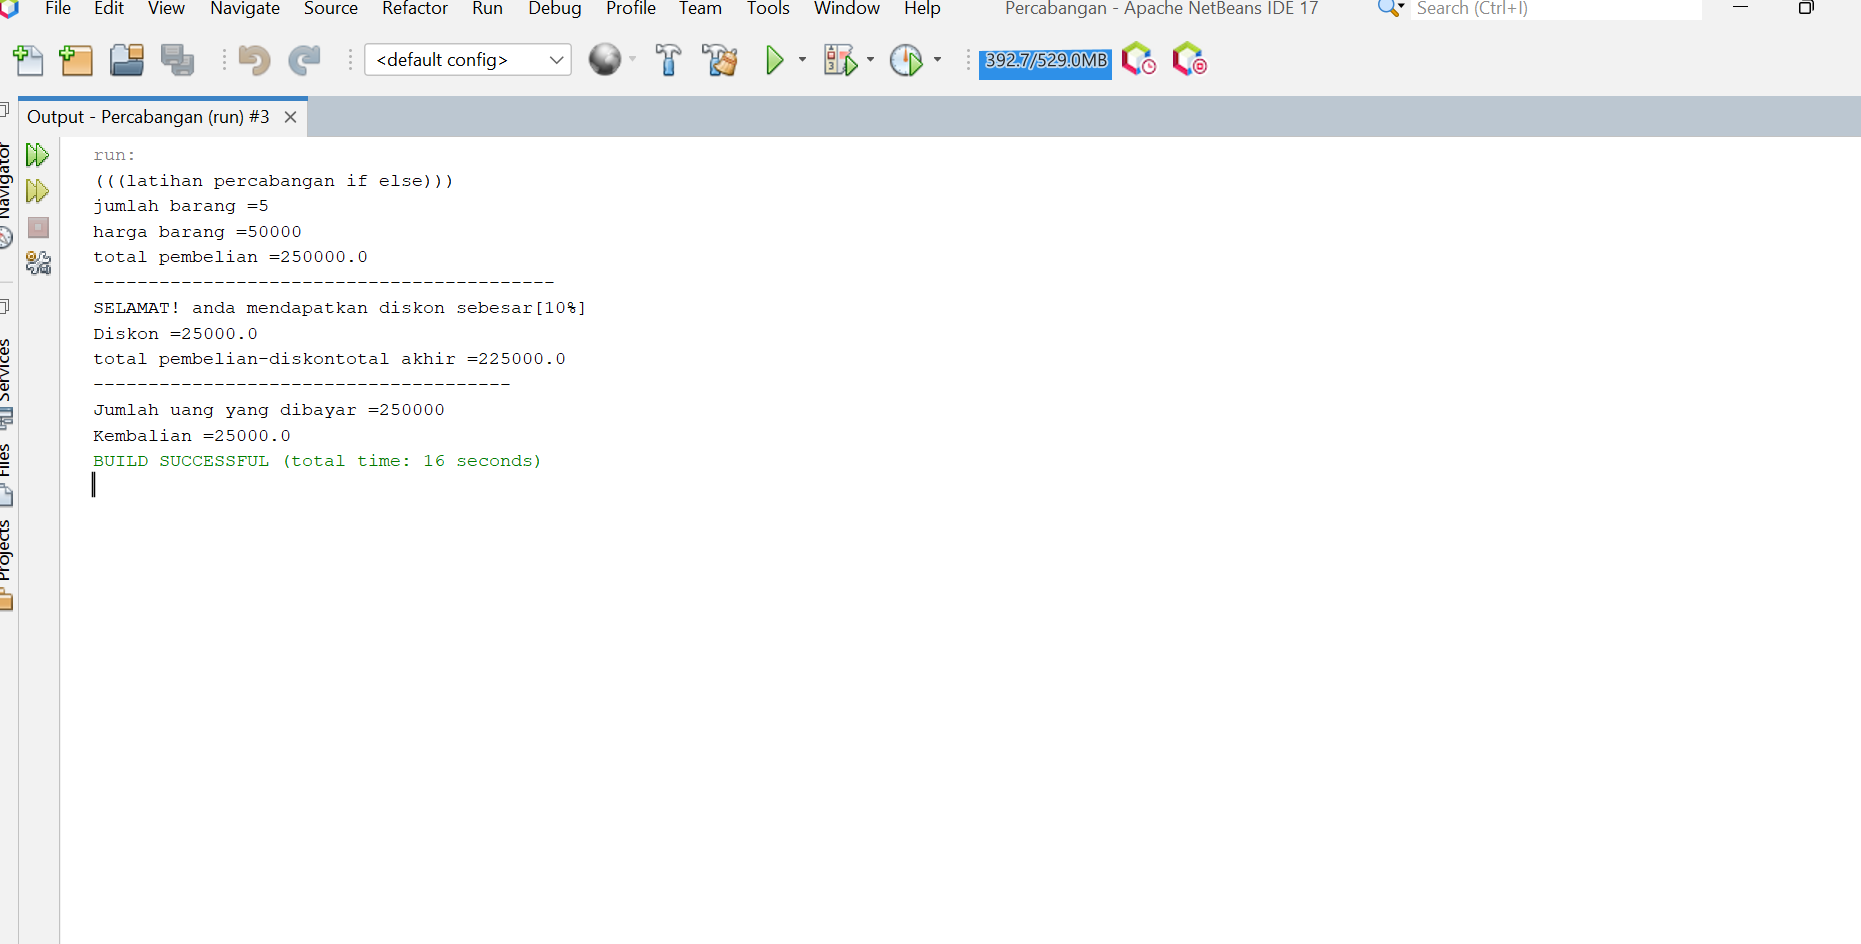 File Edit View Navigate Source Refactor Run Debug Profile Team Tools Window Help Percabangan - Apache NetBeans IDE 17 Search (Ctrl+I)
<default config> 392.7/529.0MB
Output - Percabangan (run) #3
Navigator
Services
Files
Projects
run:
(((latihan percabangan if else)))
jumlah barang =5
harga barang =50000
total pembelian =250000.0
------------------------------------------
SELAMAT! anda mendapatkan diskon sebesar[10%]
Diskon =25000.0
total pembelian-diskontotal akhir =225000.0
--------------------------------------
Jumlah uang yang dibayar =250000
Kembalian =25000.0
BUILD SUCCESSFUL (total time: 16 seconds)